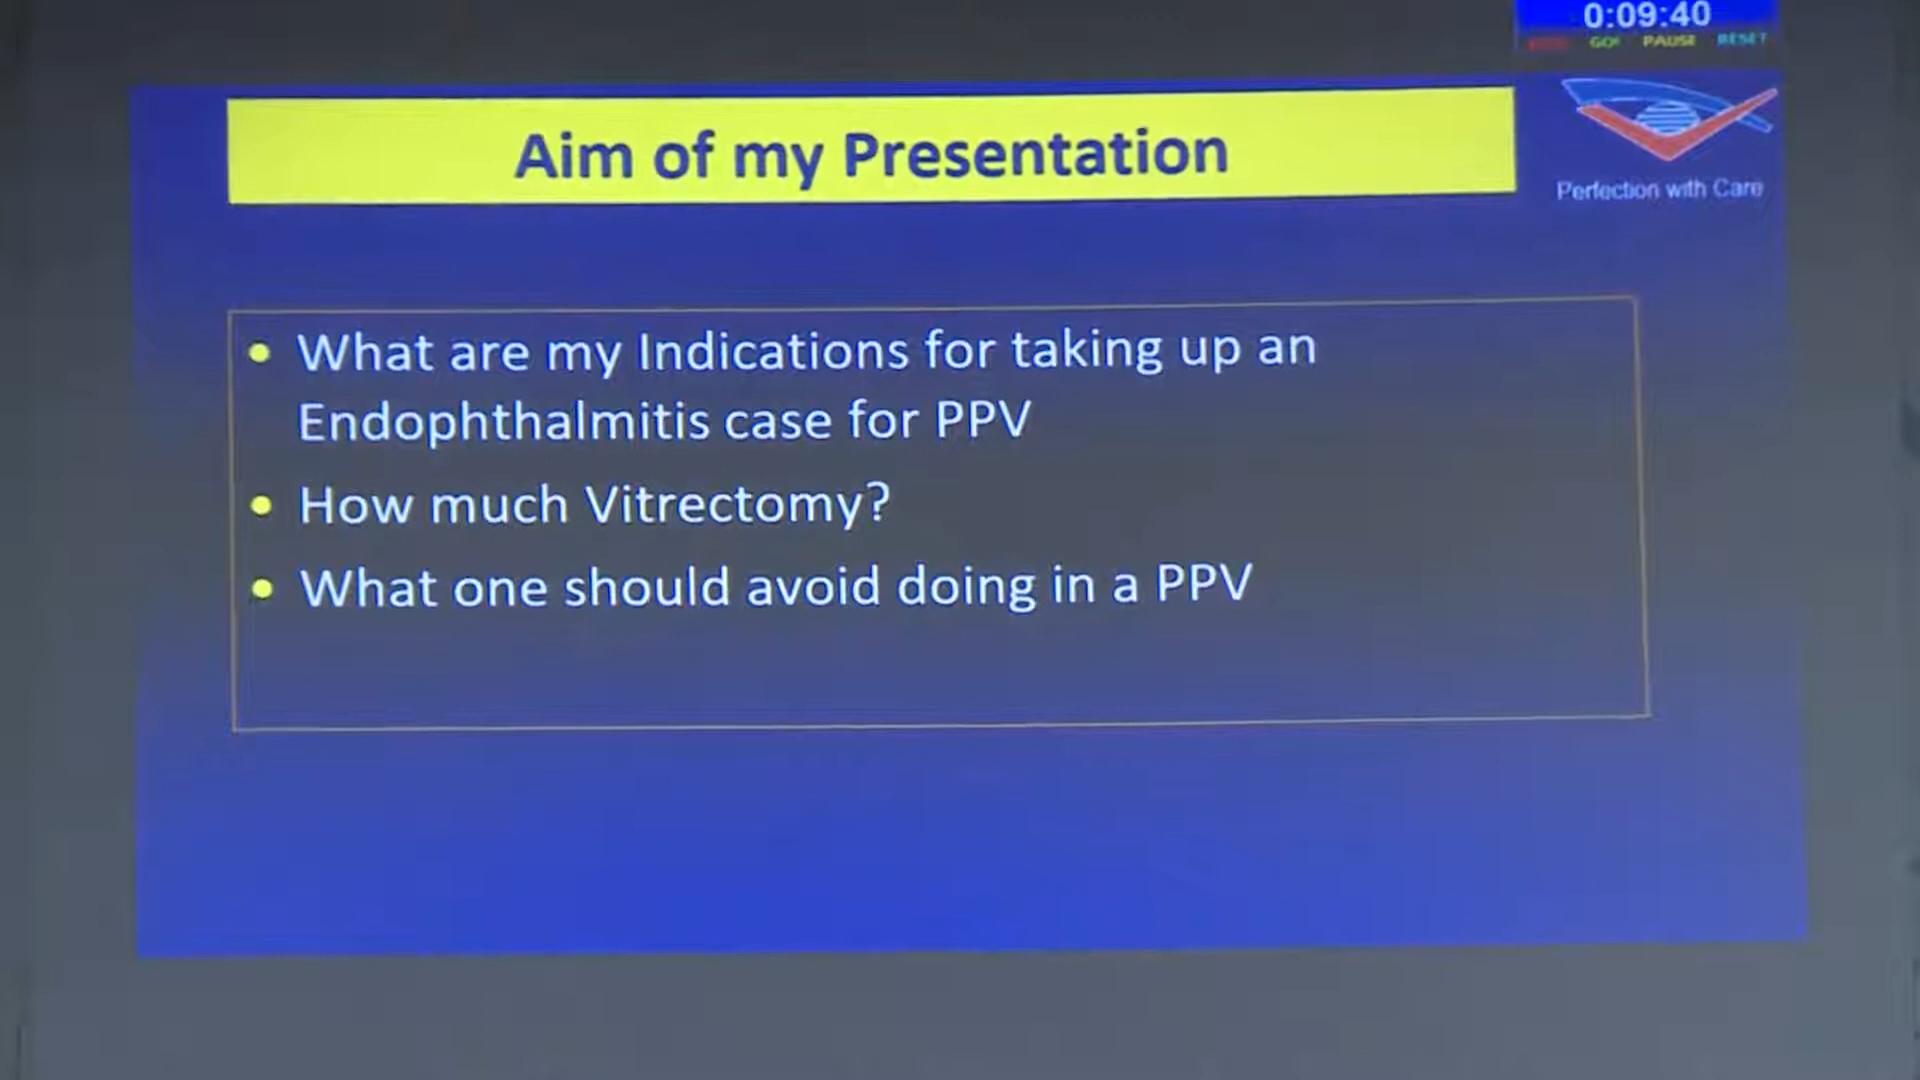 0:09:40
GO! PAUSE RESET
Aim of my Presentation
Perfection with Care
• What are my Indications for taking up an
Endophthalmitis case for PPV
• How much Vitrectomy?
• What one should avoid doing in a PPV